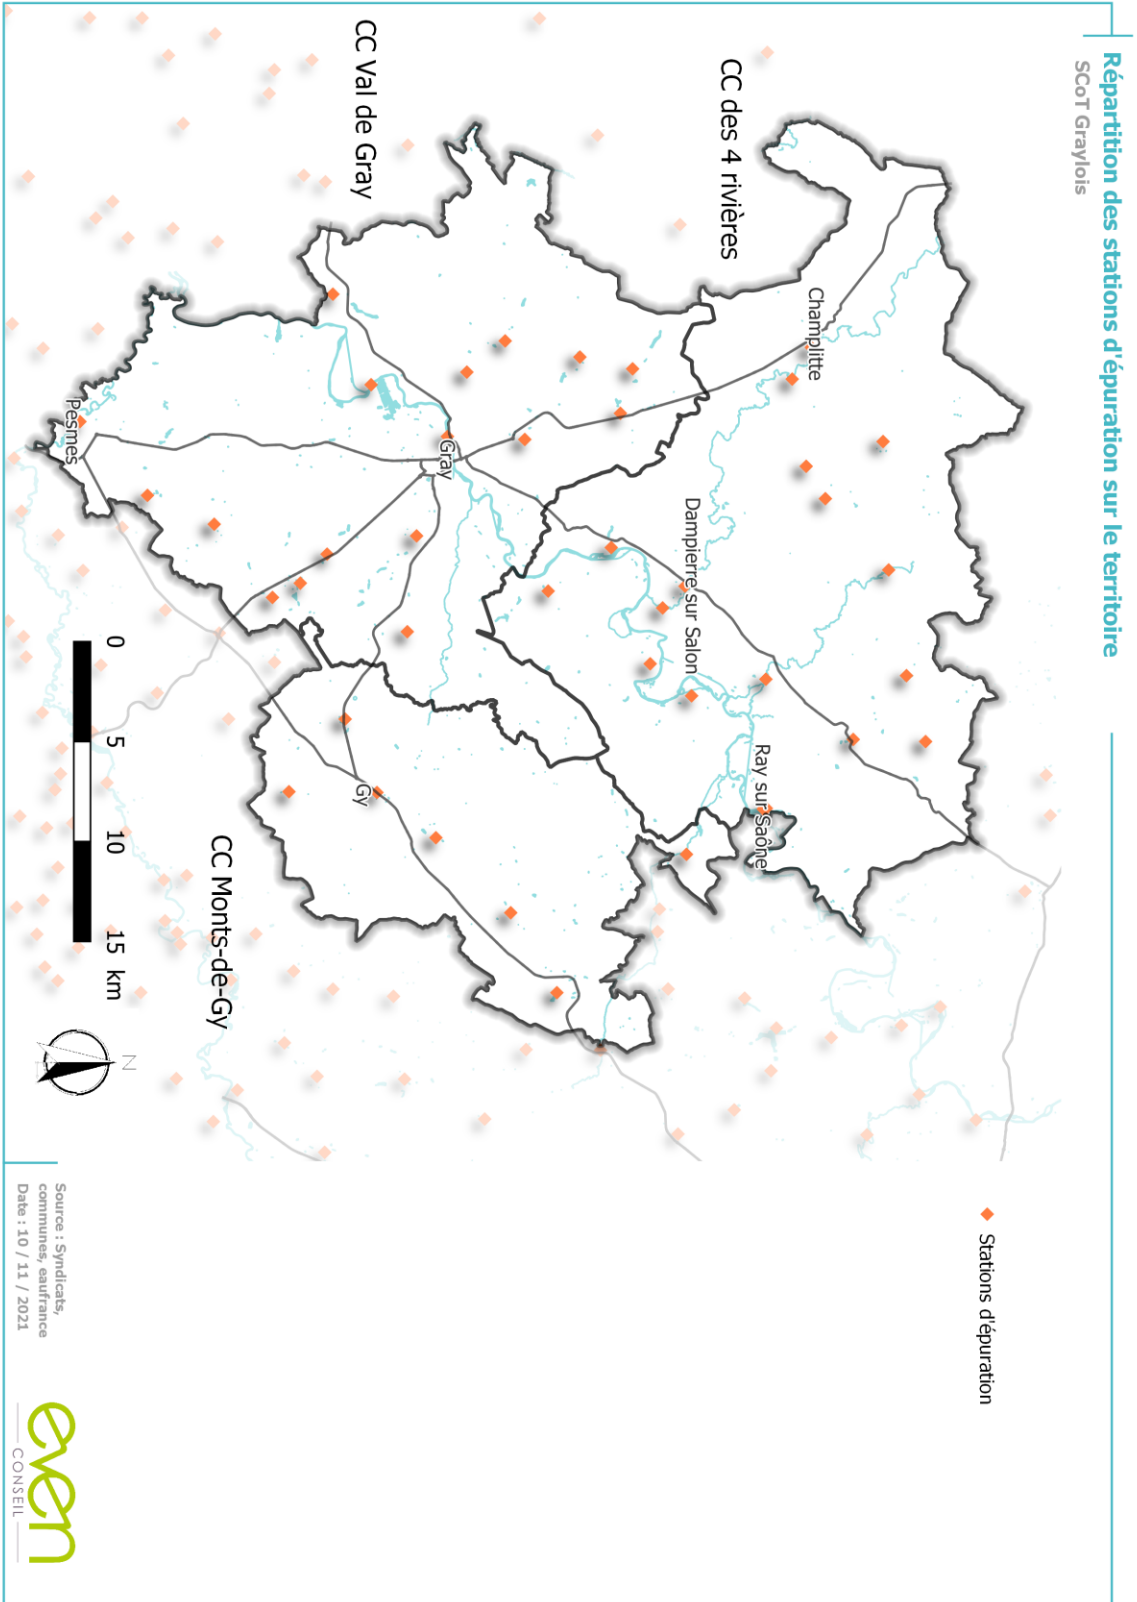 Répartition des stations d'épuration sur le territoire
SCoT Graylois
CC des 4 rivières
CC Val de Gray
Champlitte
Dampierre sur Salon
Ray sur Saône
Gray
Gy
Pesmes
CC Monts-de-Gy
0 5 10 15 km
N
Stations d'épuration
Source : Syndicats,
communes, eaufrance
Date : 10 / 11 / 2021
even
CONSEIL